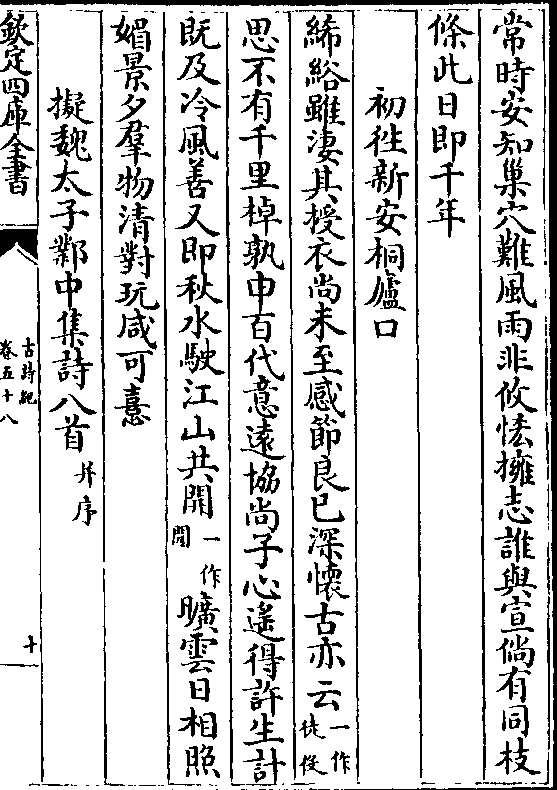 常時安知巢穴難風雨非攸恡擁志誰與宣倘有同枝
條此日即千年
初徃新安桐廬口
絺綌雖淒其授衣尚未至感節良已深懷古亦云一作徒役
思不有千里棹孰申百代意遠協尚子心遙得許生計
既及冷風善又即秋水駛江山共開一作開曠雲日相照
媚景夕羣物清對玩咸可憙
擬魏太子鄴中集詩八首并序
欽定四庫全書
古詩紀
卷五十八
十